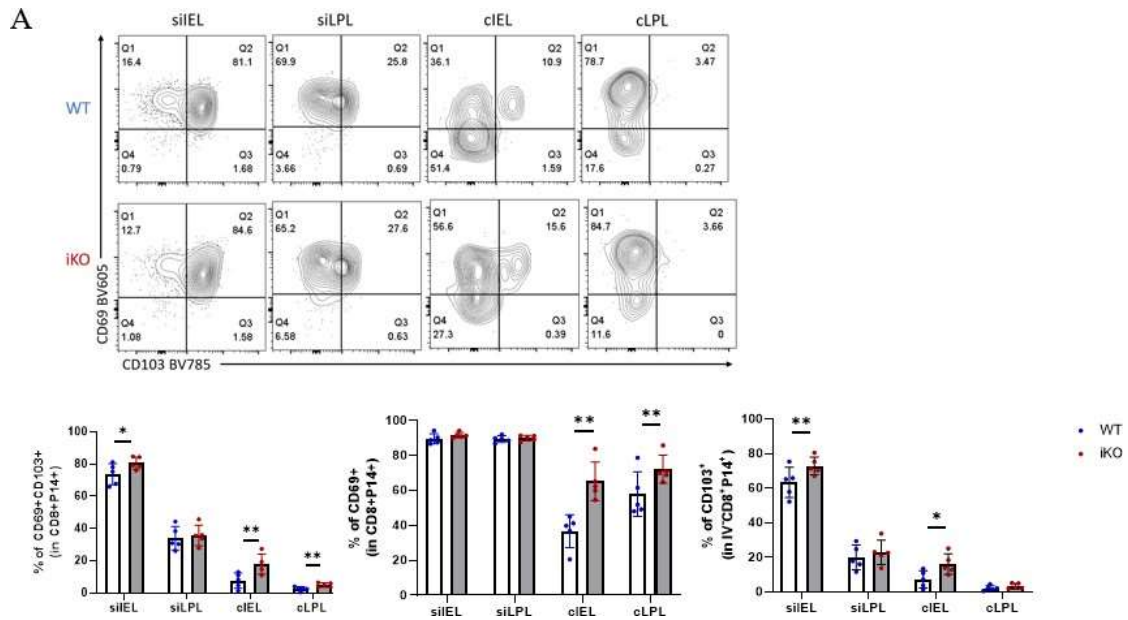 A
siIEL siLPL cIEL cLPL
WT
Q1 16.4 Q2 81.1 Q4 0.79 Q3 1.68
Q1 69.9 Q2 25.8 Q4 3.66 Q3 0.69
Q1 36.1 Q2 10.9 Q4 51.4 Q3 1.59
Q1 78.7 Q2 3.47 Q4 17.6 Q3 0.27
iKO
Q1 12.7 Q2 84.6 Q4 1.08 Q3 1.58
Q1 65.2 Q2 27.6 Q4 6.58 Q3 0.63
Q1 56.6 Q2 15.6 Q4 27.3 Q3 0.39
Q1 84.7 Q2 3.66 Q4 11.6 Q3 0
CD69 BV605
CD103 BV785
% of CD69+CD103+
(in CD8+P14+)
100
80
60
40
20
0
* ** **
siIEL siLPL cIEL cLPL
% of CD69+
(in CD8+P14+)
100
80
60
40
20
0
** **
siIEL siLPL cIEL cLPL
% of CD103⁺
(in IV⁻CD8⁺P14⁺)
100
80
60
40
20
0
** *
siIEL siLPL cIEL cLPL
WT
iKO